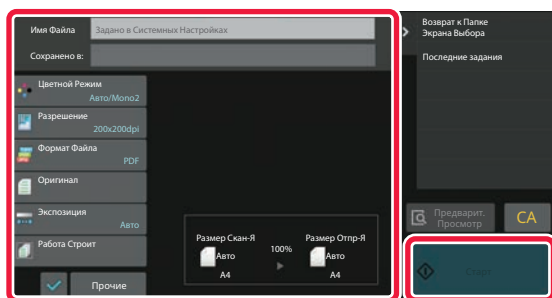 Имя Файла
Задано в Системных Настройках
Сохранено в:
Цветной Режим
Авто/Mono2
Разрешение
200x200dpi
Формат Файла
PDF
Оригинал
Экспозиция
Авто
Работа Строит
Прочие
Размер Скан-Я
Авто
A4
100%
Размер Отпр-Я
Авто
A4
Возврат к Папке
Экрана Выбора
Последние задания
Предварит.
Просмотр
CA
Старт